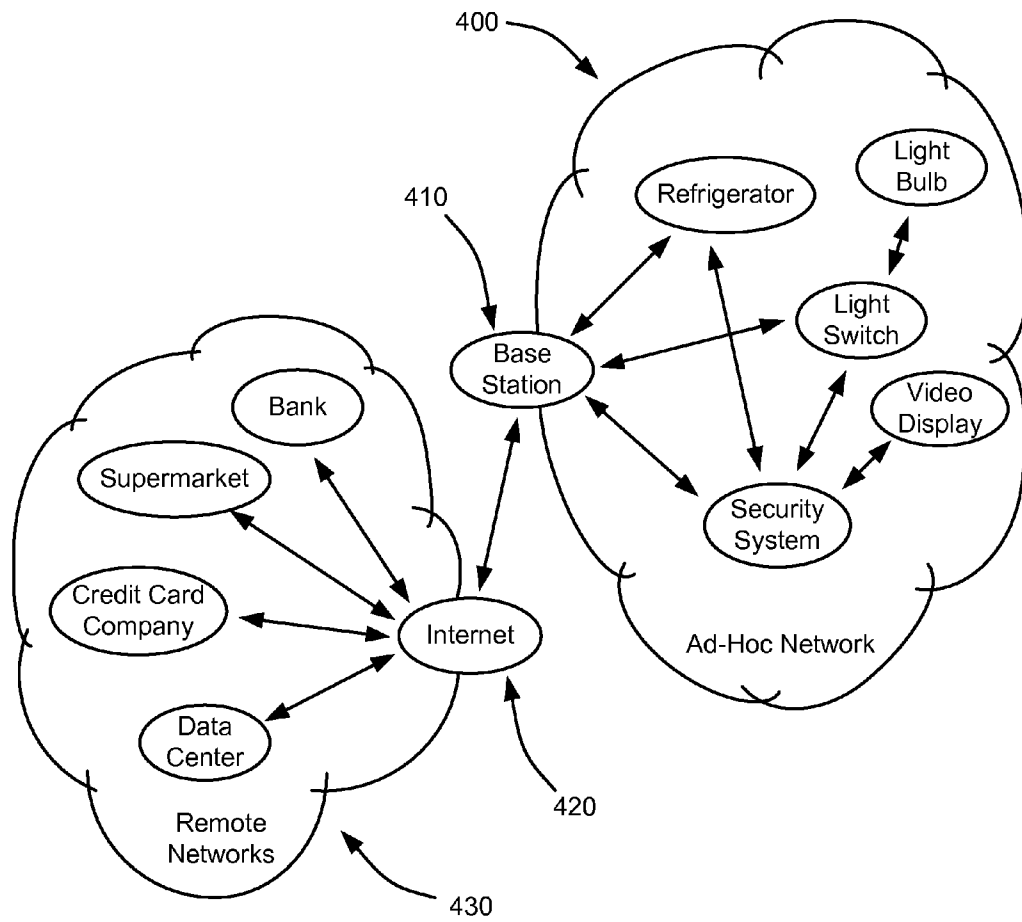 400
Light
Bulb
Refrigerator
410
Light
Switch
Base
Station
Video
Display
Bank
Supermarket
Security
System
Credit Card
Company
Internet
Ad-Hoc Network
Data
Center
420
Remote
Networks
430